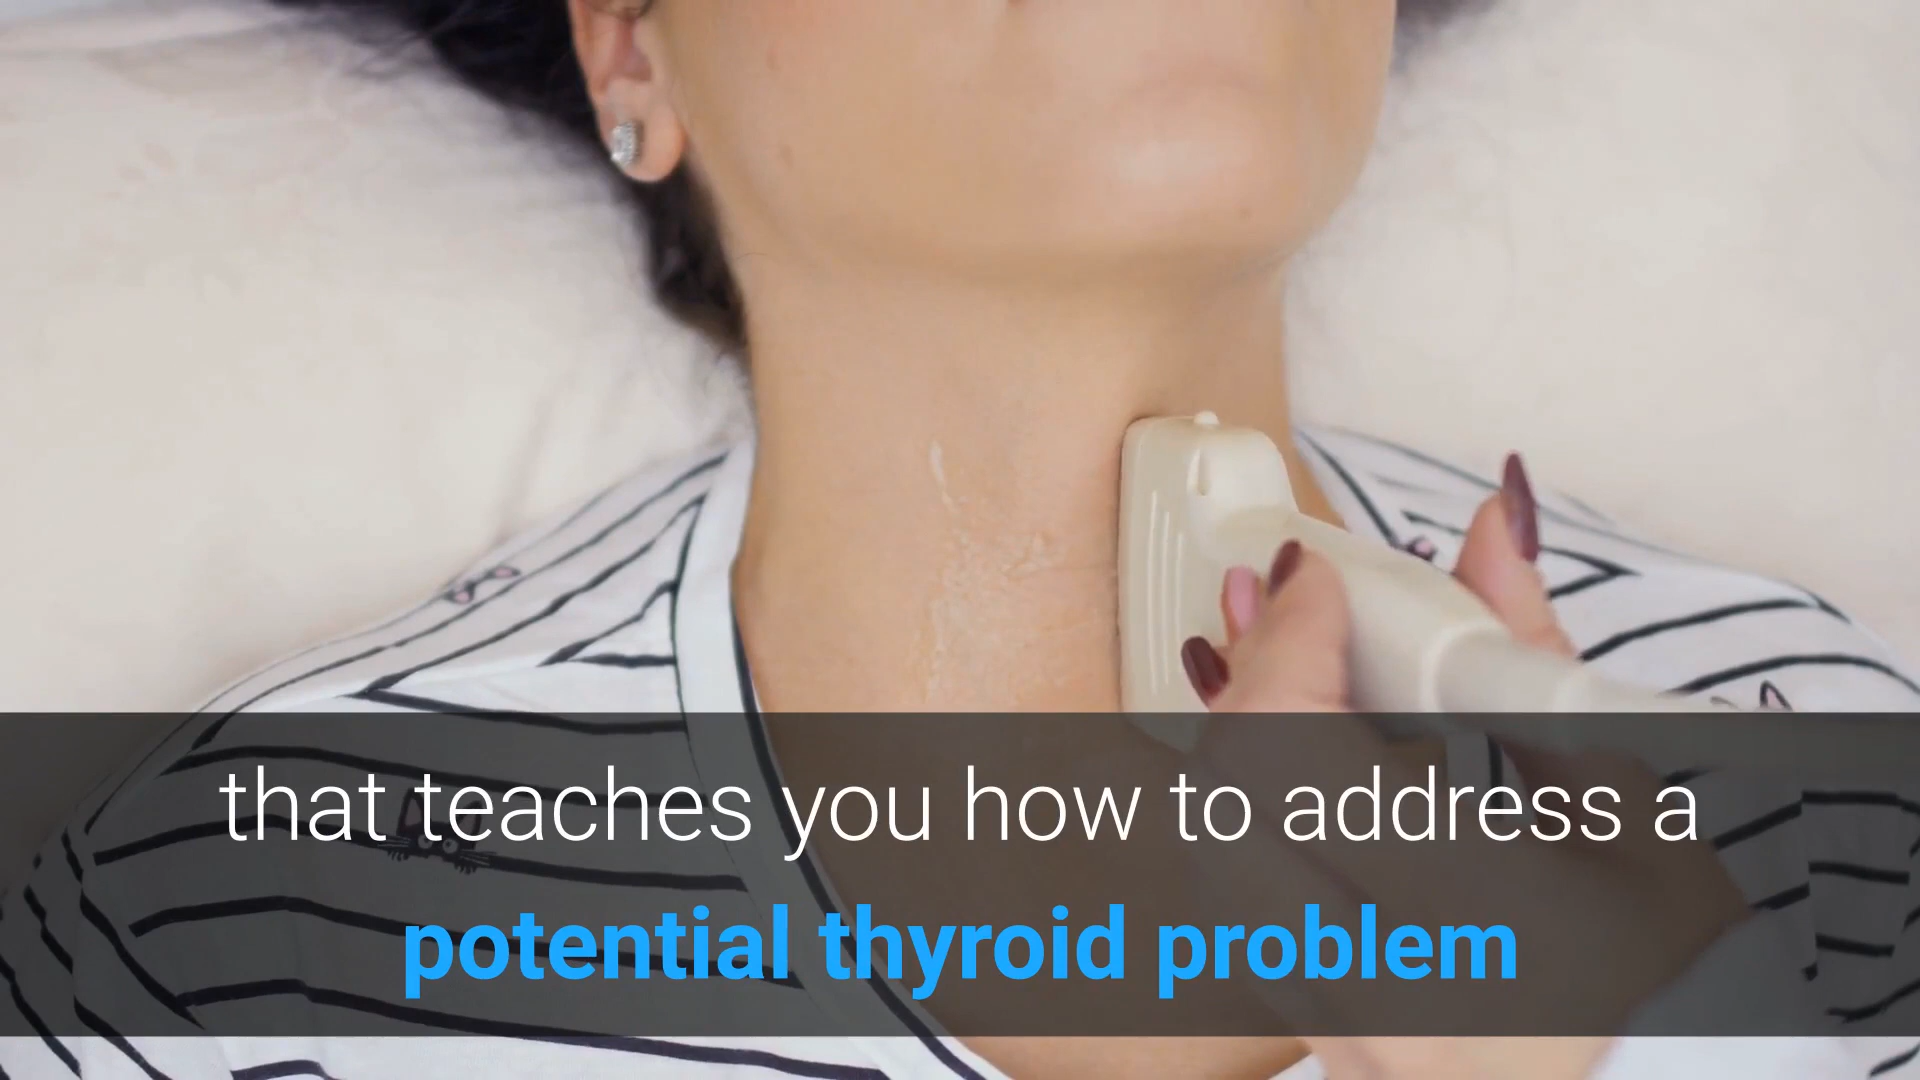 that teaches you how to address a
potential thyroid problem